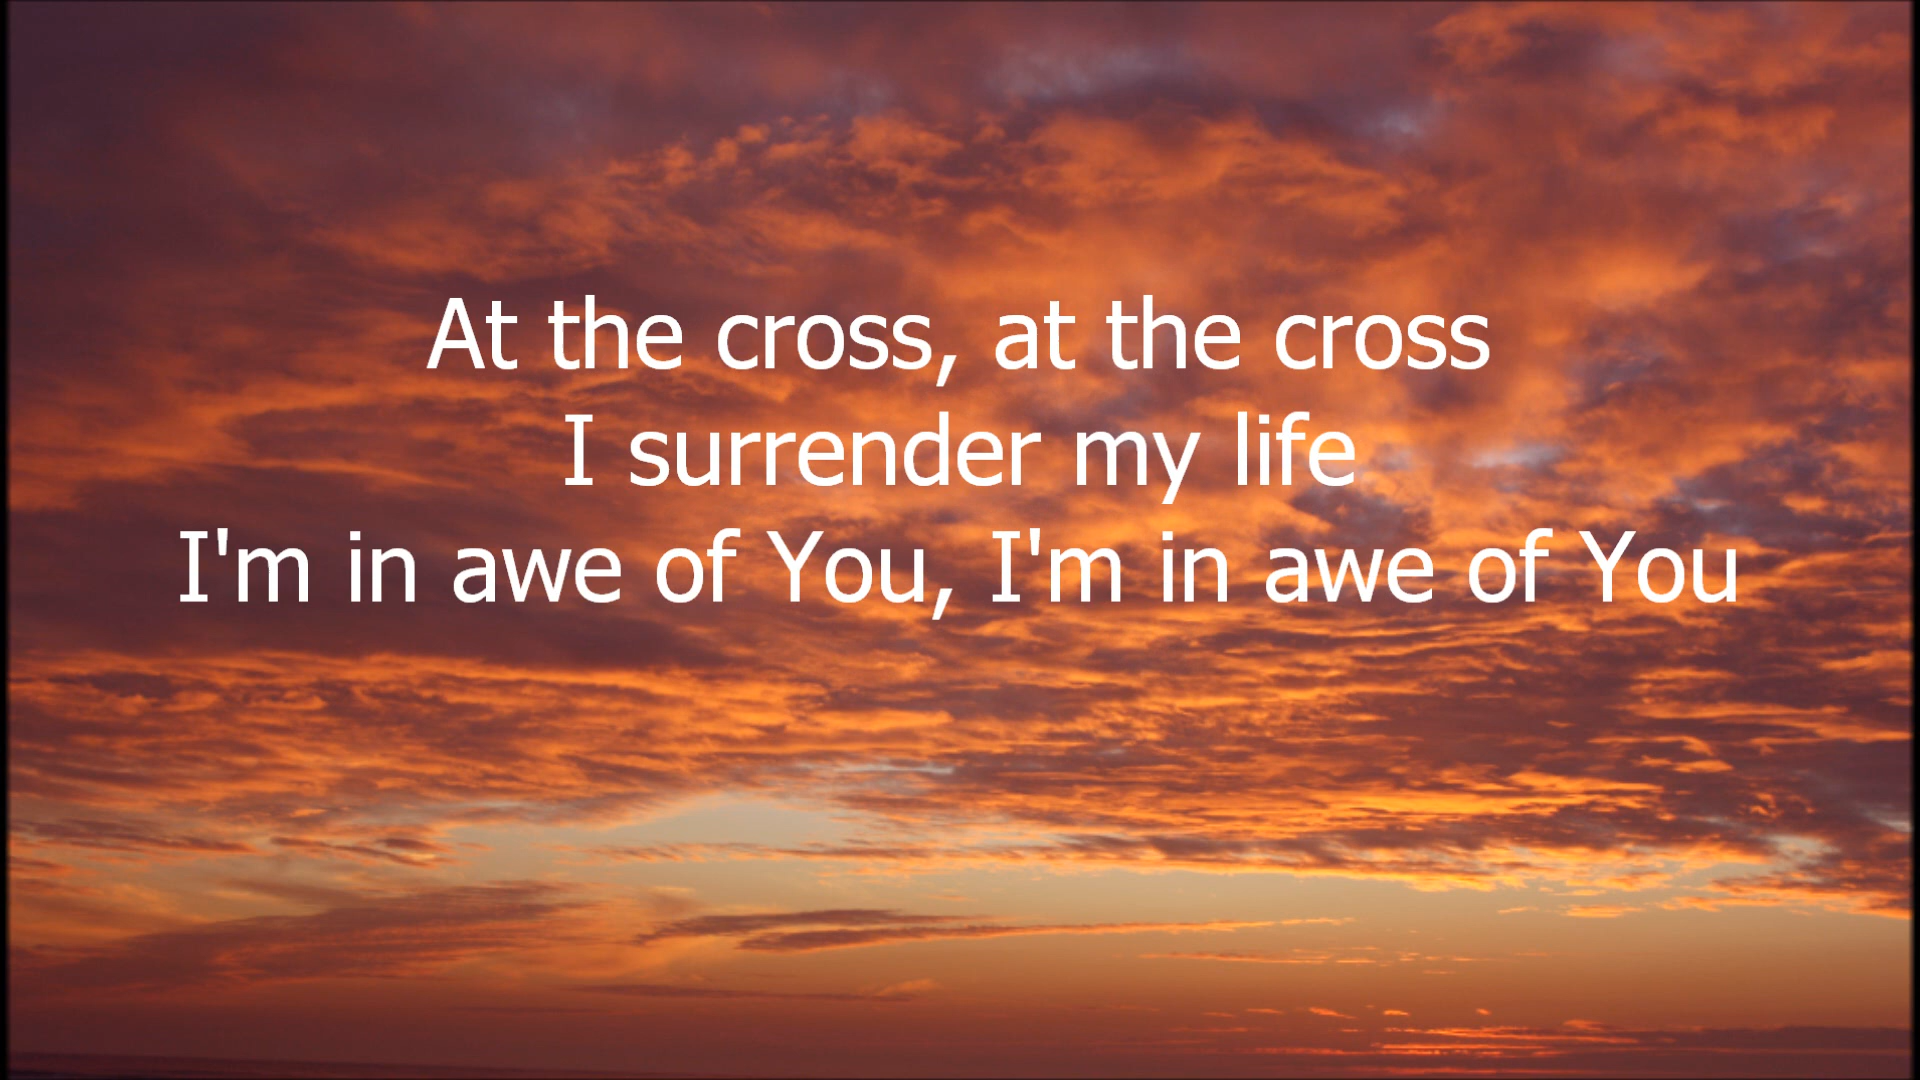 At the cross, at the cross
I surrender my life
I'm in awe of You, I'm in awe of You